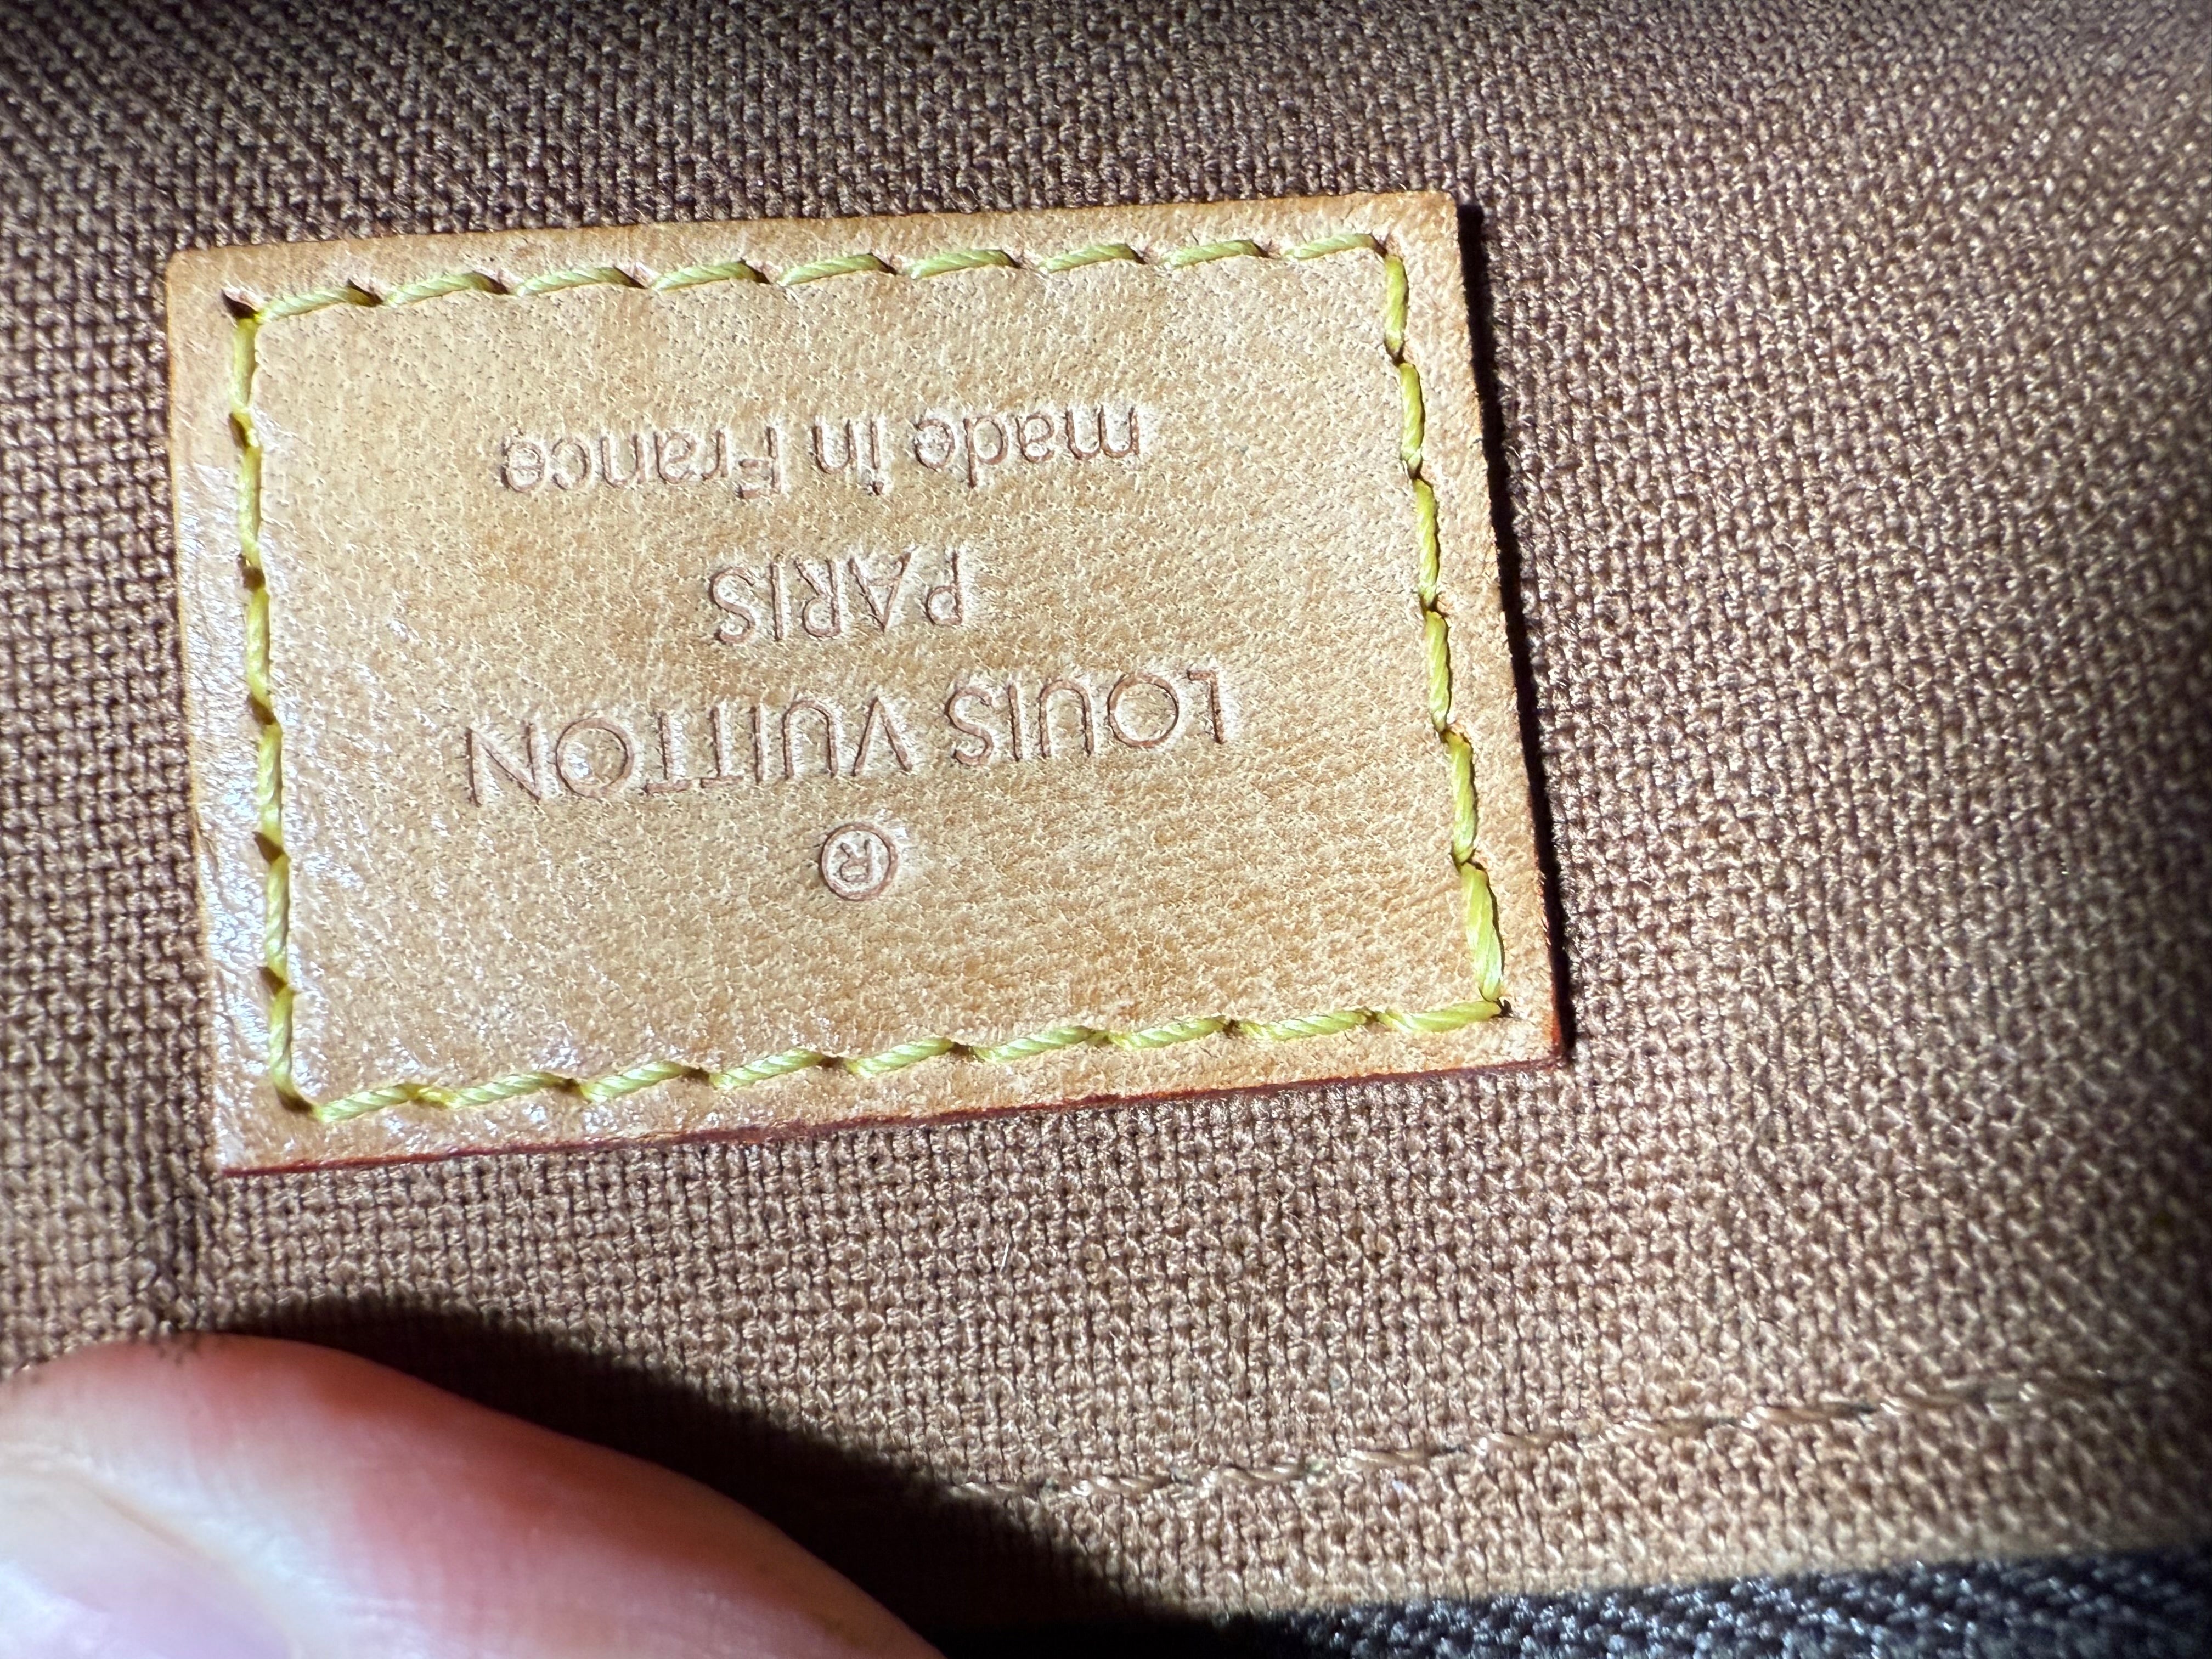 ®
LOUIS VUITTON
PARIS
made in France